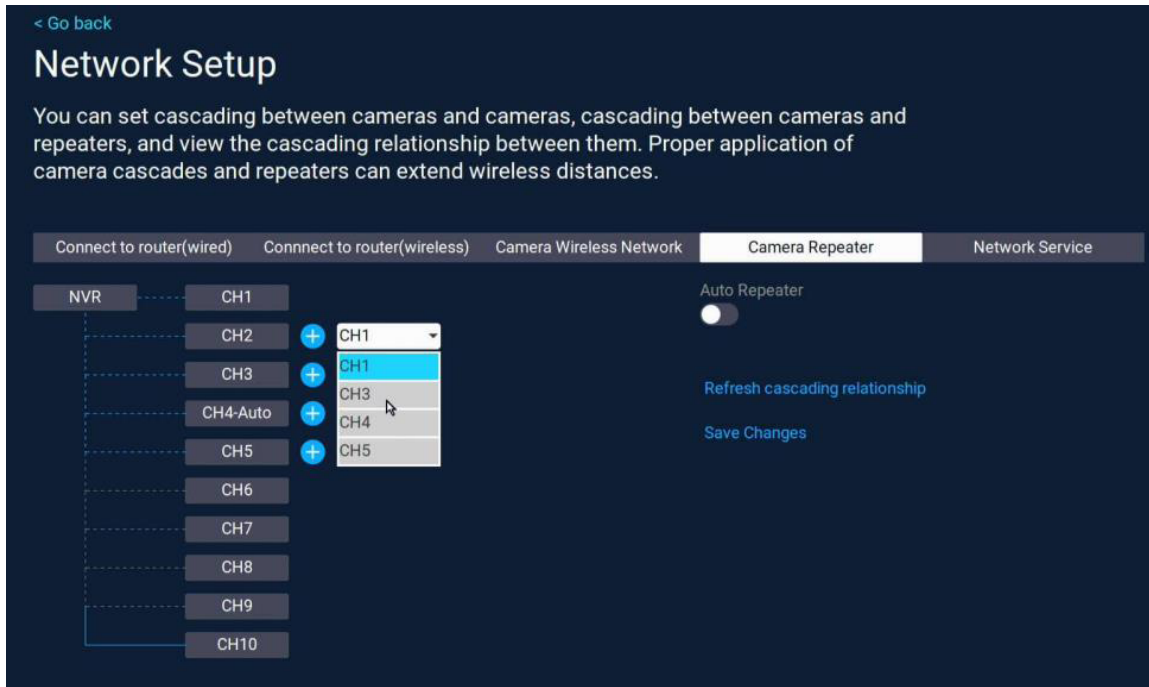 < Go back
Network Setup
You can set cascading between cameras and cameras, cascading between cameras and
repeaters, and view the cascading relationship between them. Proper application of
camera cascades and repeaters can extend wireless distances.
Connect to router(wired) Connnect to router(wireless) Camera Wireless Network Camera Repeater Network Service
NVR CH1 Auto Repeater
CH2 CH1
CH3 CH1
CH3 Refresh cascading relationship
CH4-Auto CH4 Save Changes
CH5 CH5
CH6
CH7
CH8
CH9
CH10